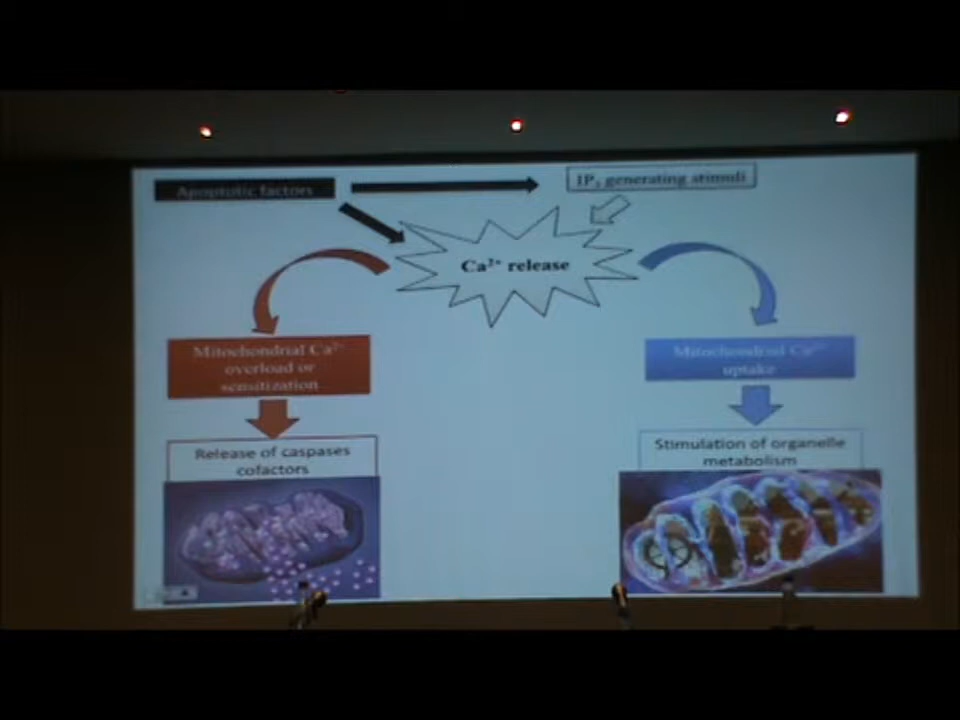 Apoptotic factors
IP₃ generating stimuli
Ca²⁺ release
Mitochondrial Ca²⁺
overload or
sensitization
Mitochondrial Ca²⁺
uptake
Release of caspases
cofactors
Stimulation of organelle
metabolism